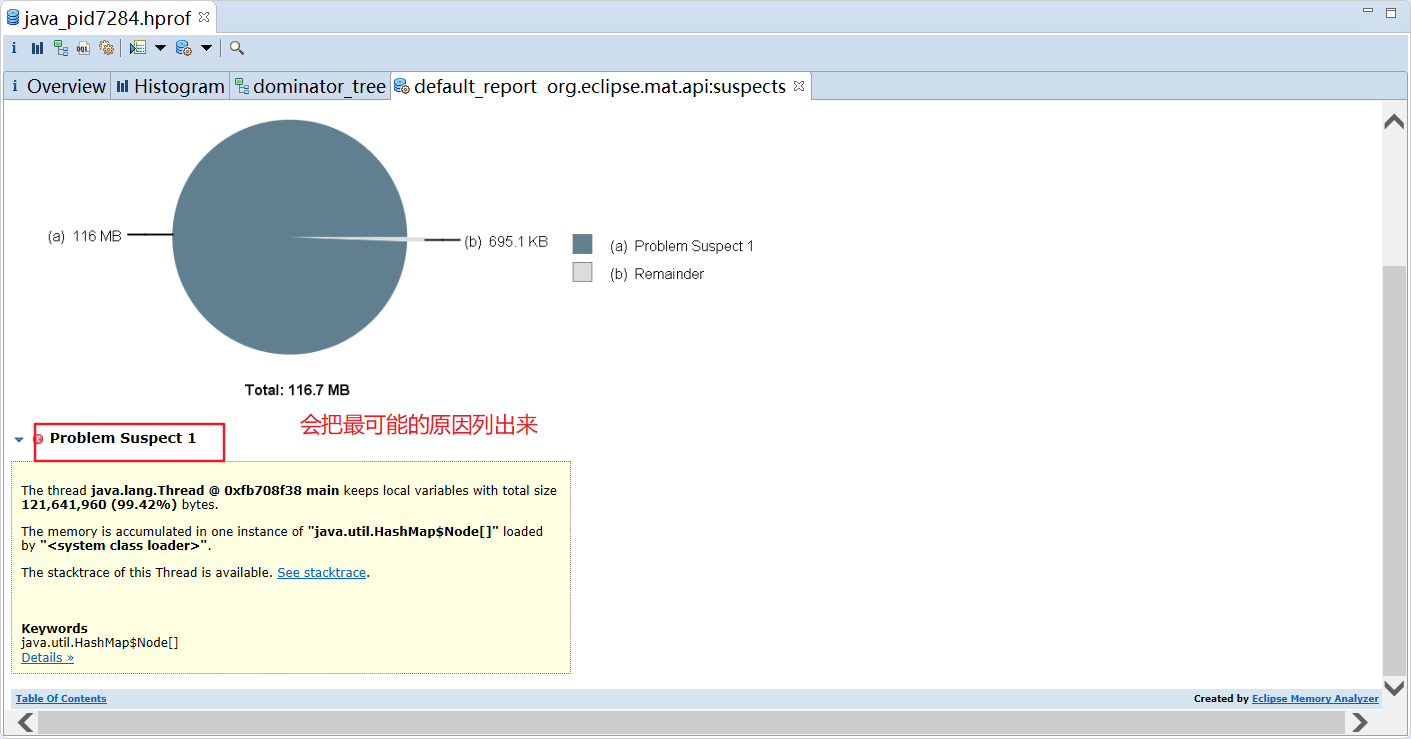 java_pid7284.hprof
i OQL
i Overview Histogram dominator_tree default_report org.eclipse.mat.api:suspects
(a) 116 MB
(b) 695.1 KB
(a) Problem Suspect 1
(b) Remainder
Total: 116.7 MB
会把最可能的原因列出来
Problem Suspect 1
The thread java.lang.Thread @ 0xfb708f38 main keeps local variables with total size
121,641,960 (99.42%) bytes.
The memory is accumulated in one instance of "java.util.HashMap$Node[]" loaded
by "<system class loader>".
The stacktrace of this Thread is available. See stacktrace.
Keywords
java.util.HashMap$Node[]
Details »
Table Of Contents
Created by Eclipse Memory Analyzer